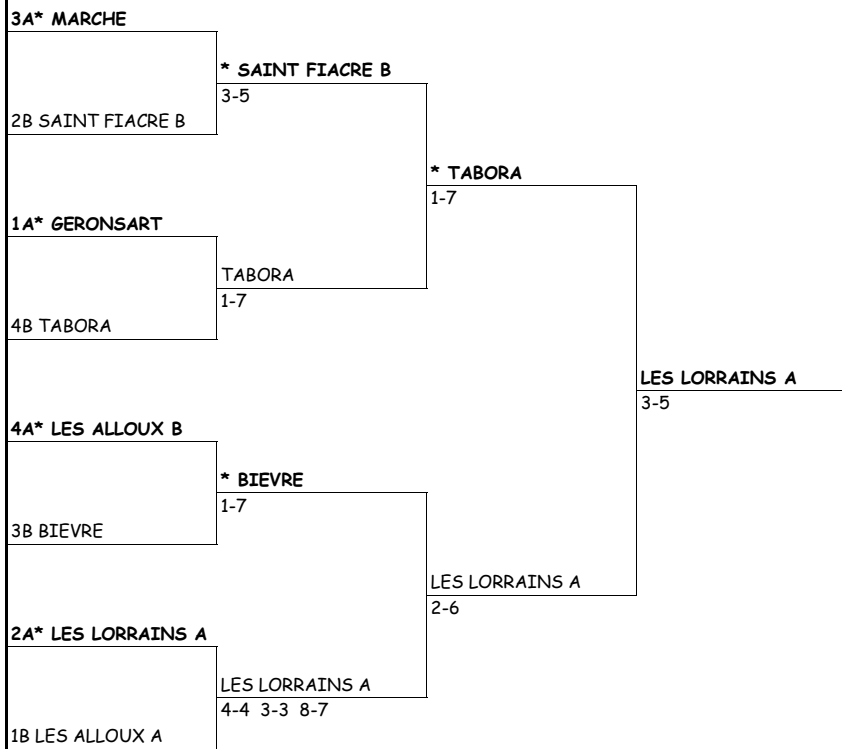 3A* MARCHE
* SAINT FIACRE B
3-5
2B SAINT FIACRE B
* TABORA
1-7
1A* GERONSART
TABORA
1-7
4B TABORA
LES LORRAINS A
3-5
4A* LES ALLOUX B
* BIEVRE
1-7
3B BIEVRE
LES LORRAINS A
2-6
2A* LES LORRAINS A
LES LORRAINS A
4-4 3-3 8-7
1B LES ALLOUX A